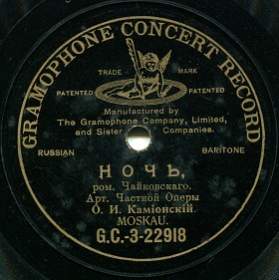 GRAMOPHONE CONCERT RECORD
TRADE MARK
PATENTED PATENTED
Manufactured by
The Gramophone Company, Limited,
and Sister Companies.
RUSSIAN BARITONE
НОЧЬ,
ром. Чайковскаго.
Арт. Частной Оперы
О. И. Каміонскій.
MOSKAU.
G.C.-3-22918